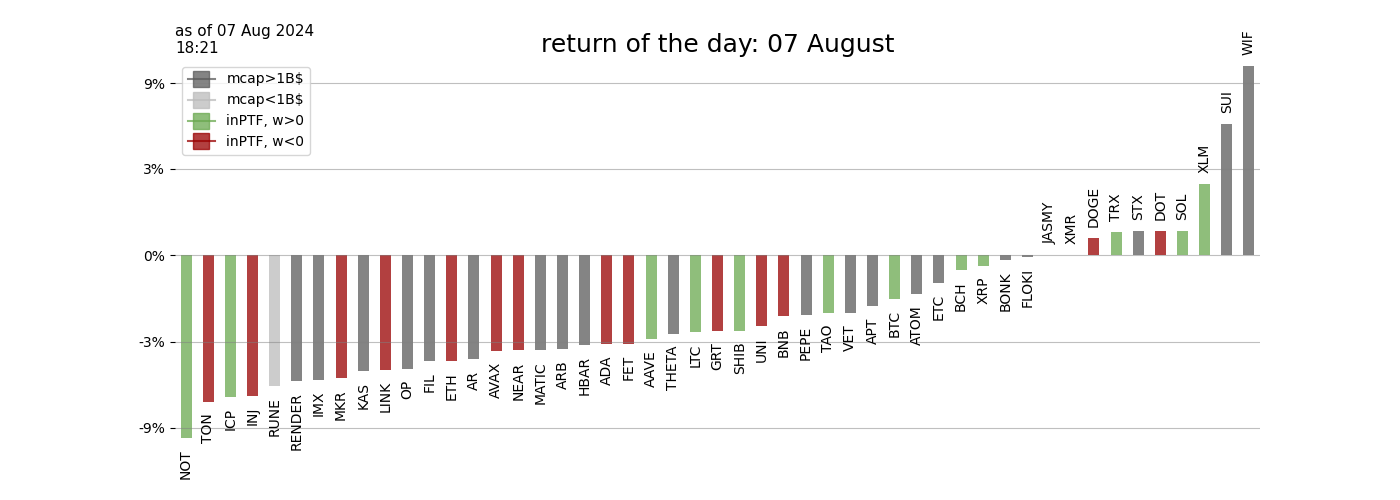 as of 07 Aug 2024
18:21
return of the day: 07 August
mcap>1B$
mcap<1B$
inPTF, w>0
inPTF, w<0
9%
3%
0%
-3%
-9%
NOT
TON
ICP
INJ
RUNE
RENDER
IMX
MKR
KAS
LINK
OP
FIL
ETH
AR
AVAX
NEAR
MATIC
ARB
HBAR
ADA
FET
AAVE
THETA
LTC
GRT
SHIB
UNI
BNB
PEPE
TAO
VET
APT
BTC
ATOM
ETC
BCH
XRP
BONK
FLOKI
JASMY
XMR
DOGE
TRX
STX
DOT
SOL
XLM
SUI
WIF